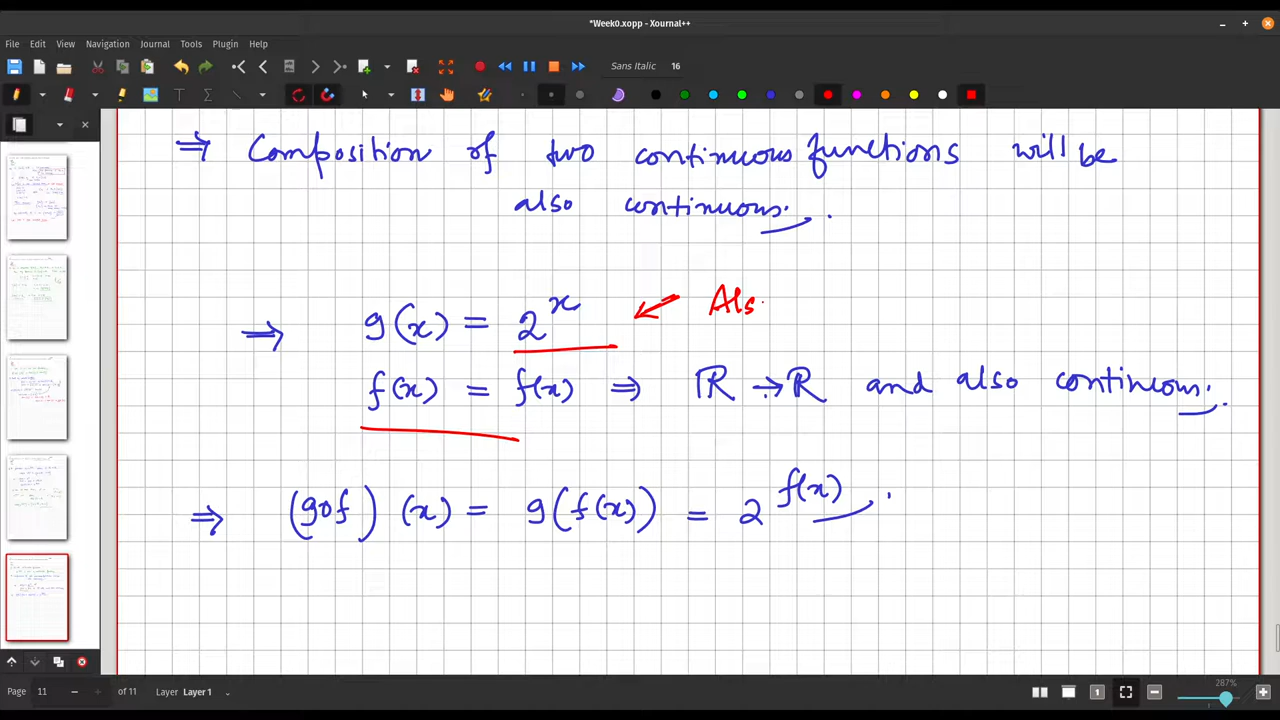 *Week0.xopp - Xournal++
File Edit View Navigation Journal Tools Plugin Help
Sans Italic 16
⇒ Composition of two continuous functions will be
also continuous.
⇒ g(x) = 2^x ← Als
f(x) = f(x) ⇒ ℝ → ℝ and also continuous.
⇒ (gof) (x) = g(f(x)) = 2^f(x).
Page 11 of 11 Layer Layer 1 287%